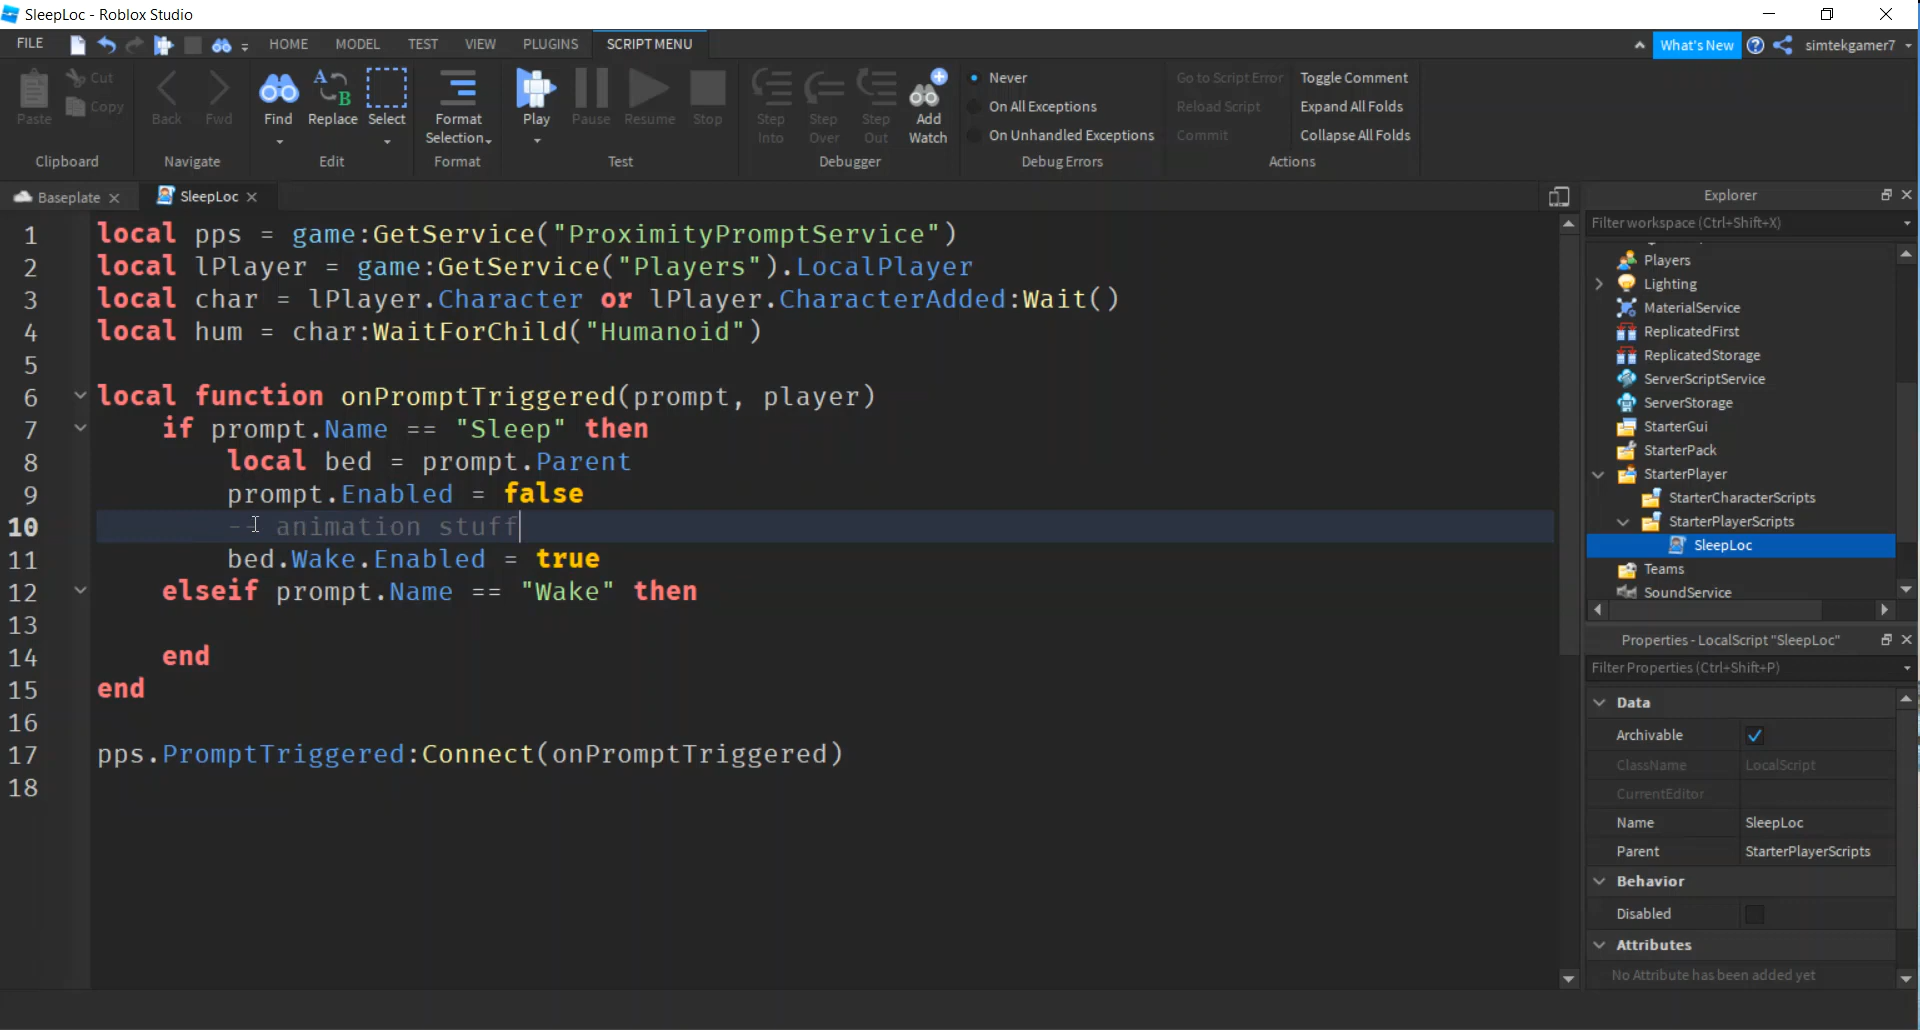 SleepLoc - Roblox Studio
FILE HOME MODEL TEST VIEW PLUGINS SCRIPT MENU What's New simtekgamer7
Paste Cut Copy Back Fwd Find Replace Select Format Selection Play Pause Resume Stop Step Into Step Over Step Out Add Watch
Never
On All Exceptions
On Unhandled Exceptions
Go to Script Error Toggle Comment
Reload Script Expand All Folds
Commit Collapse All Folds
Clipboard Navigate Edit Format Test Debugger Debug Errors Actions
Baseplate SleepLoc
1 local pps = game:GetService("ProximityPromptService")
2 local lPlayer = game:GetService("Players").LocalPlayer
3 local char = lPlayer.Character or lPlayer.CharacterAdded:Wait()
4 local hum = char:WaitForChild("Humanoid")
5
6 local function onPromptTriggered(prompt, player)
7 if prompt.Name == "Sleep" then
8 local bed = prompt.Parent
9 prompt.Enabled = false
10 -- animation stuff
11 bed.Wake.Enabled = true
12 elseif prompt.Name == "Wake" then
13
14 end
15 end
16
17 pps.PromptTriggered:Connect(onPromptTriggered)
18
Explorer
Filter workspace (Ctrl+Shift+X)
Players
Lighting
MaterialService
ReplicatedFirst
ReplicatedStorage
ServerScriptService
ServerStorage
StarterGui
StarterPack
StarterPlayer
StarterCharacterScripts
StarterPlayerScripts
SleepLoc
Teams
SoundService
Properties - LocalScript "SleepLoc"
Filter Properties (Ctrl+Shift+P)
Data
Archivable
ClassName LocalScript
CurrentEditor
Name SleepLoc
Parent StarterPlayerScripts
Behavior
Disabled
Attributes
No Attribute has been added yet